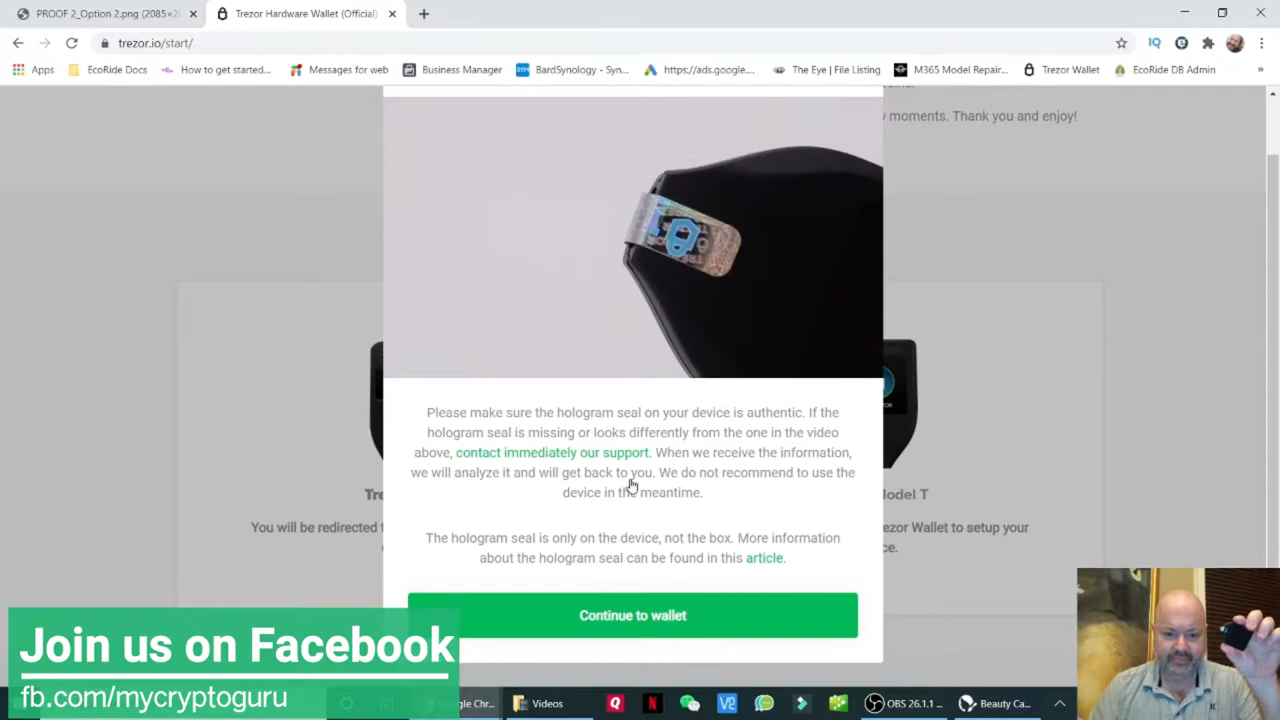 PROOF 2_Option 2.png (2085×2
Trezor Hardware Wallet (Official)
trezor.io/start/
Apps
EcoRide Docs
How to get started...
Messages for web
Business Manager
BardSynology - Syn...
https://ads.google....
The Eye | File Listing
M365 Model Repair...
Trezor Wallet
EcoRide DB Admin
moments. Thank you and enjoy!
Please make sure the hologram seal on your device is authentic. If the
hologram seal is missing or looks differently from the one in the video
above, contact immediately our support. When we receive the information,
we will analyze it and will get back to you. We do not recommend to use the
device in the meantime.
The hologram seal is only on the device, not the box. More information
about the hologram seal can be found in this article.
Continue to wallet
You will be redirected
Wallet to setup your
Join us on Facebook
fb.com/mycryptoguru
Videos
OBS 26.1.1 ...
Beauty Ca...